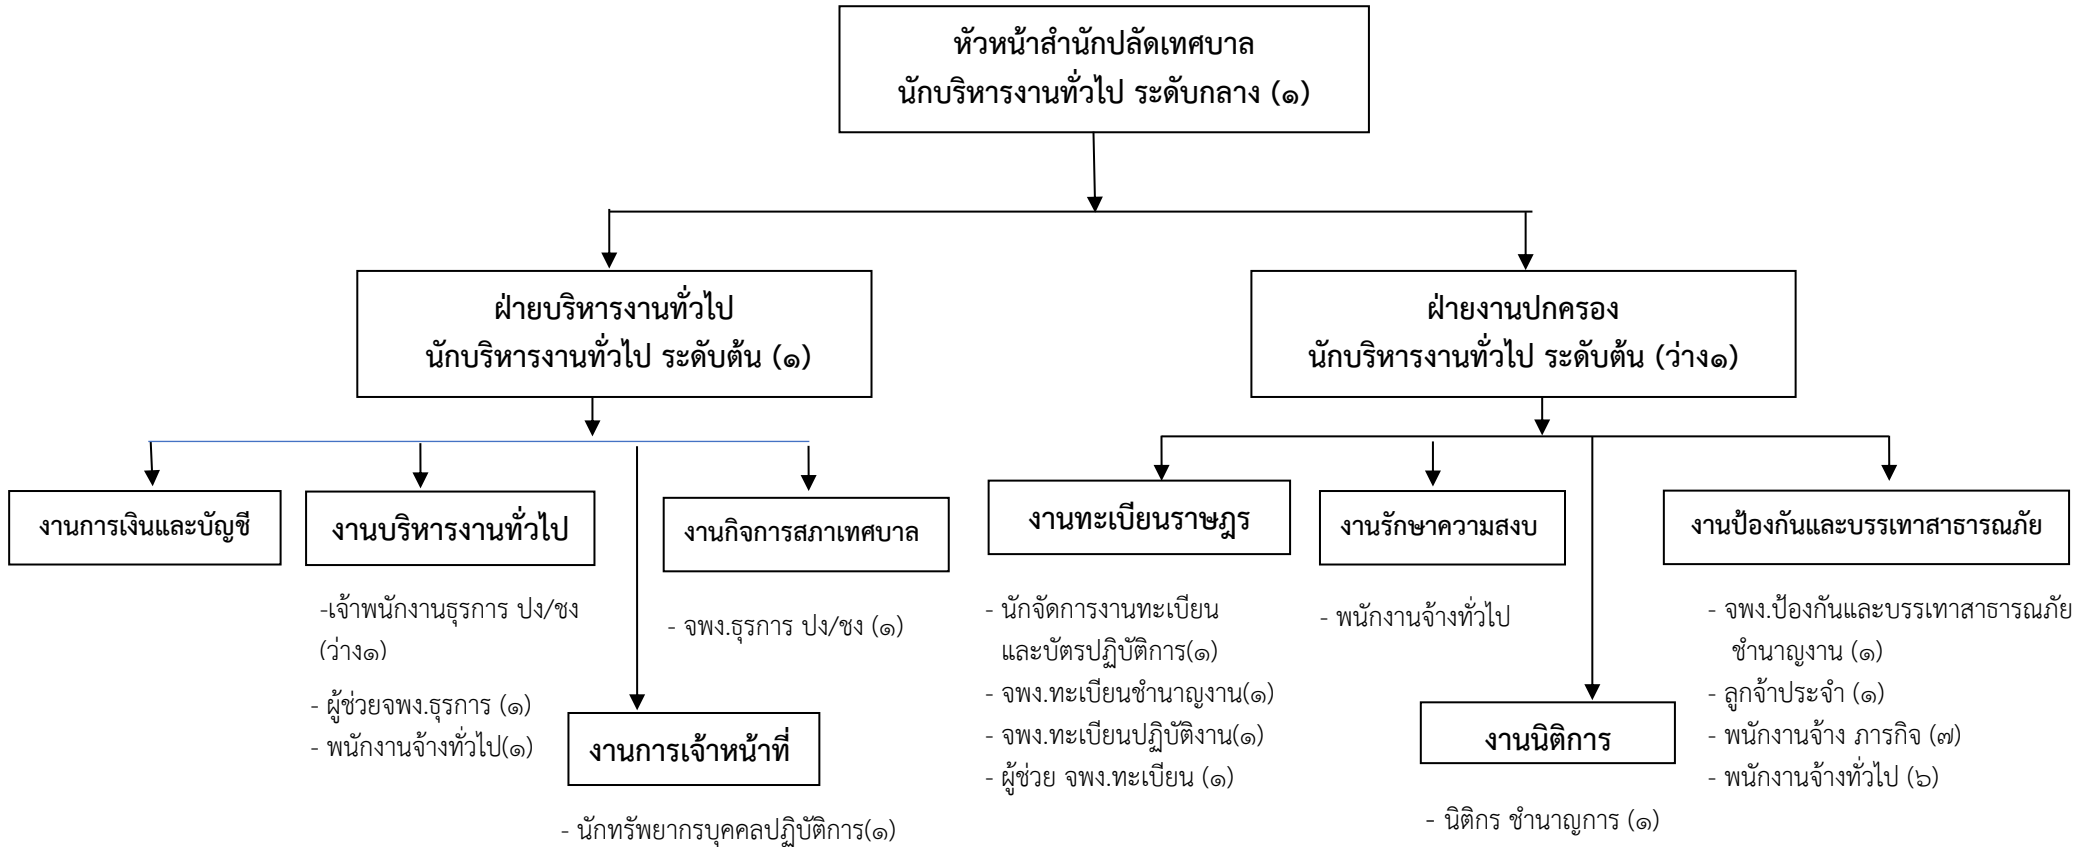 หัวหน้าสำนักปลัดเทศบาล
นักบริหารงานทั่วไป ระดับกลาง (๑)
ฝ่ายบริหารงานทั่วไป
นักบริหารงานทั่วไป ระดับต้น (๑)
ฝ่ายงานปกครอง
นักบริหารงานทั่วไป ระดับต้น (ว่าง๑)
งานการเงินและบัญชี
งานบริหารงานทั่วไป
-เจ้าพนักงานธุรการ ปง/ชง
(ว่าง๑)
- ผู้ช่วยจพง.ธุรการ (๑)
- พนักงานจ้างทั่วไป(๑)
งานกิจการสภาเทศบาล
- จพง.ธุรการ ปง/ชง (๑)
งานการเจ้าหน้าที่
- นักทรัพยากรบุคคลปฏิบัติการ(๑)
งานทะเบียนราษฎร
- นักจัดการงานทะเบียน
และบัตรปฏิบัติการ(๑)
- จพง.ทะเบียนชำนาญงาน(๑)
- จพง.ทะเบียนปฏิบัติงาน(๑)
- ผู้ช่วย จพง.ทะเบียน (๑)
งานรักษาความสงบ
- พนักงานจ้างทั่วไป
งานนิติการ
- นิติกร ชำนาญการ (๑)
งานป้องกันและบรรเทาสาธารณภัย
- จพง.ป้องกันและบรรเทาสาธารณภัย
ชำนาญงาน (๑)
- ลูกจ้าประจำ (๑)
- พนักงานจ้าง ภารกิจ (๗)
- พนักงานจ้างทั่วไป (๖)